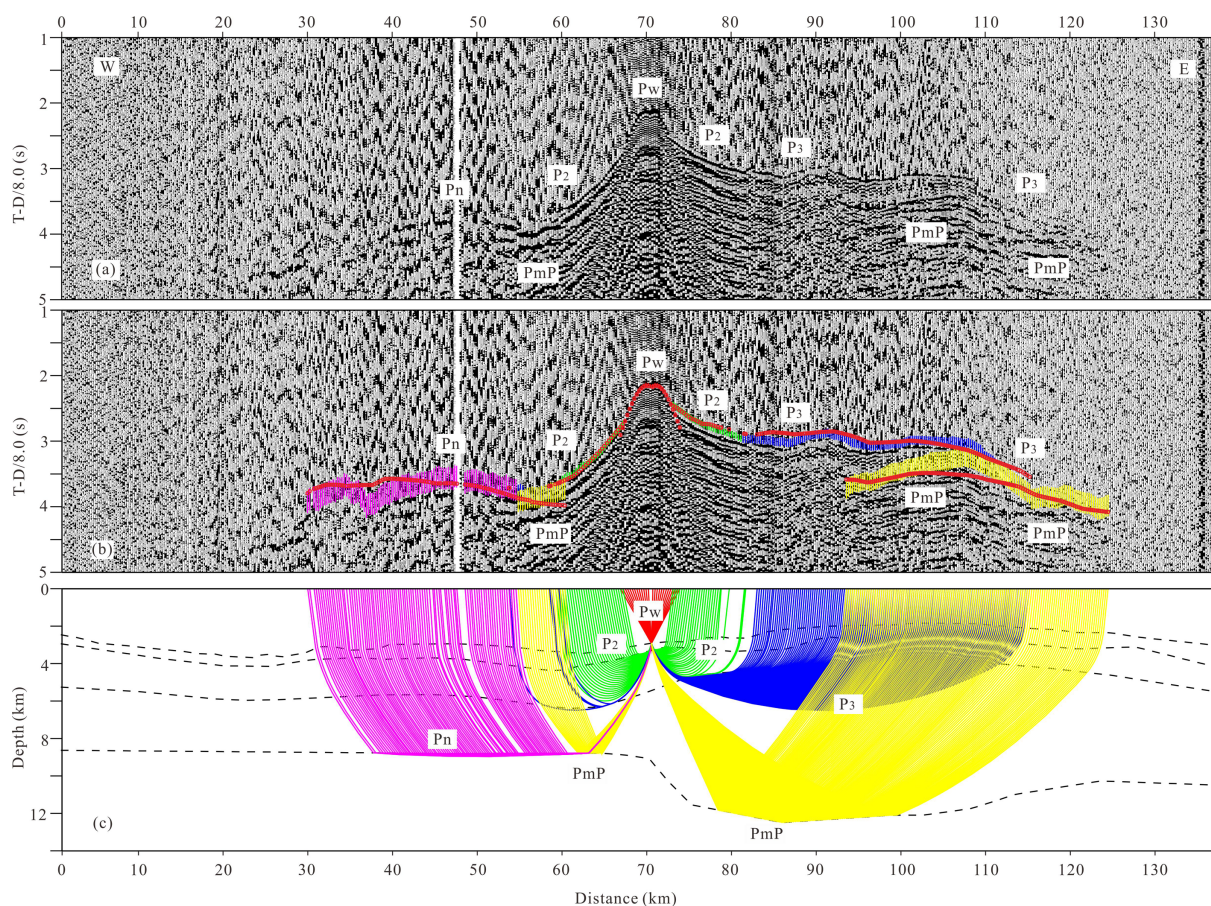 0 10 20 30 40 50 60 70 80 90 100 110 120 130
1
W E
Pw
2
P2
T-D/8.0 (s)
3
P3
P2
P3
Pn
4
PmP
(a)
PmP
PmP
5
1
2
Pw
P2
P3
T-D/8.0 (s)
3
P2
Pn
P3
4
PmP
PmP
(b)
PmP
5
0
Pw
P2
P2
4
P3
Depth (km)
Pn
8
PmP
12
(c)
PmP
0 10 20 30 40 50 60 70 80 90 100 110 120 130
Distance (km)